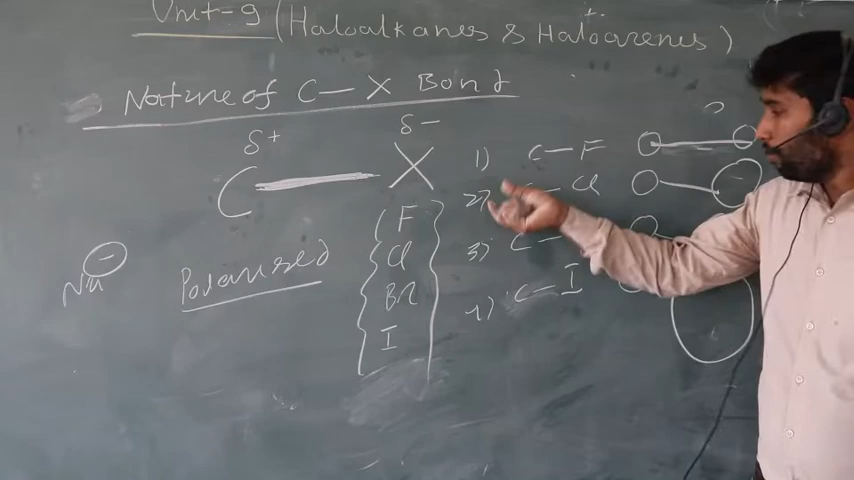 Unit-9 (Haloalkanes & Haloarenes)
Nature of C—X Bond
δ+ δ−
C — X
(F
Cl
Br
I)
Nu −
Polarised
1) C—F
2) C—Cl
3) C—
4) C—I